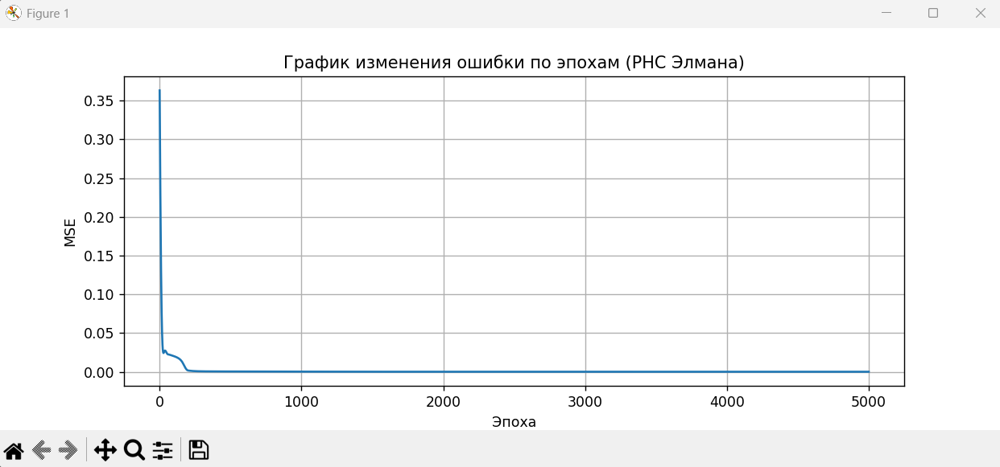 Figure 1
График изменения ошибки по эпохам (РНС Элмана)
0.35
0.30
0.25
0.20
0.15
0.10
0.05
0.00
MSE
0 1000 2000 3000 4000 5000
Эпоха